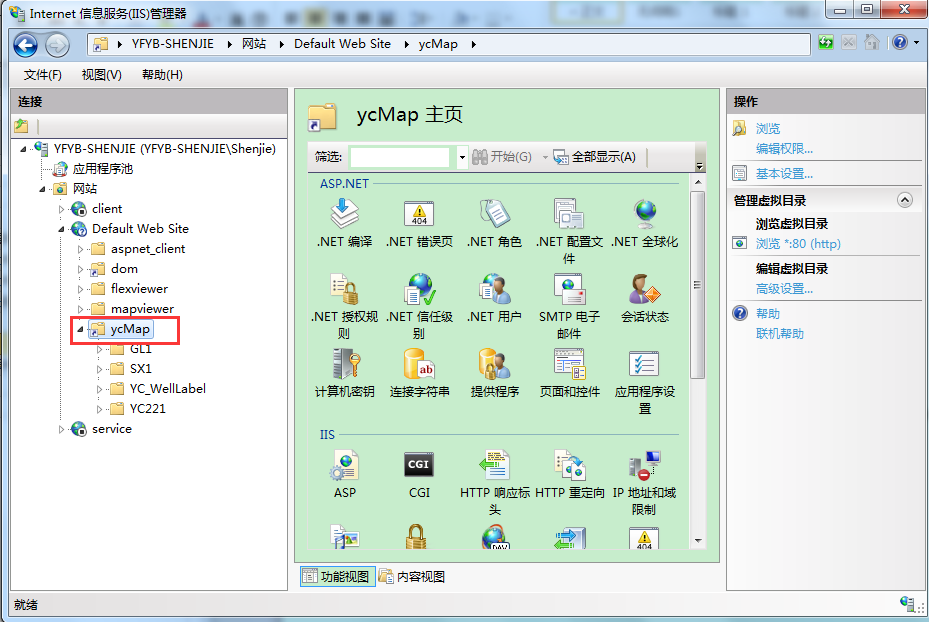 Internet 信息服务(IIS)管理器
YFYB-SHENJIE
网站
Default Web Site
ycMap
文件(F)
视图(V)
帮助(H)
连接
YFYB-SHENJIE (YFYB-SHENJIE\Shenjie)
应用程序池
网站
client
Default Web Site
aspnet_client
dom
flexviewer
mapviewer
ycMap
GL1
SX1
YC_WellLabel
YC221
service
ycMap 主页
筛选:
开始(G)
全部显示(A)
ASP.NET
.NET 编译
.NET 错误页
.NET 角色
.NET 配置文
件
.NET 全球化
.NET 授权规
则
.NET 信任级
别
.NET 用户
SMTP 电子
邮件
会话状态
计算机密钥
连接字符串
提供程序
页面和控件
应用程序设
置
IIS
ASP
CGI
CGI
HTTP 响应标
头
HTTP 重定向
IP 地址和域
限制
功能视图
内容视图
操作
浏览
编辑权限...
基本设置...
管理虚拟目录
浏览虚拟目录
浏览 *:80 (http)
编辑虚拟目录
高级设置...
帮助
联机帮助
就绪